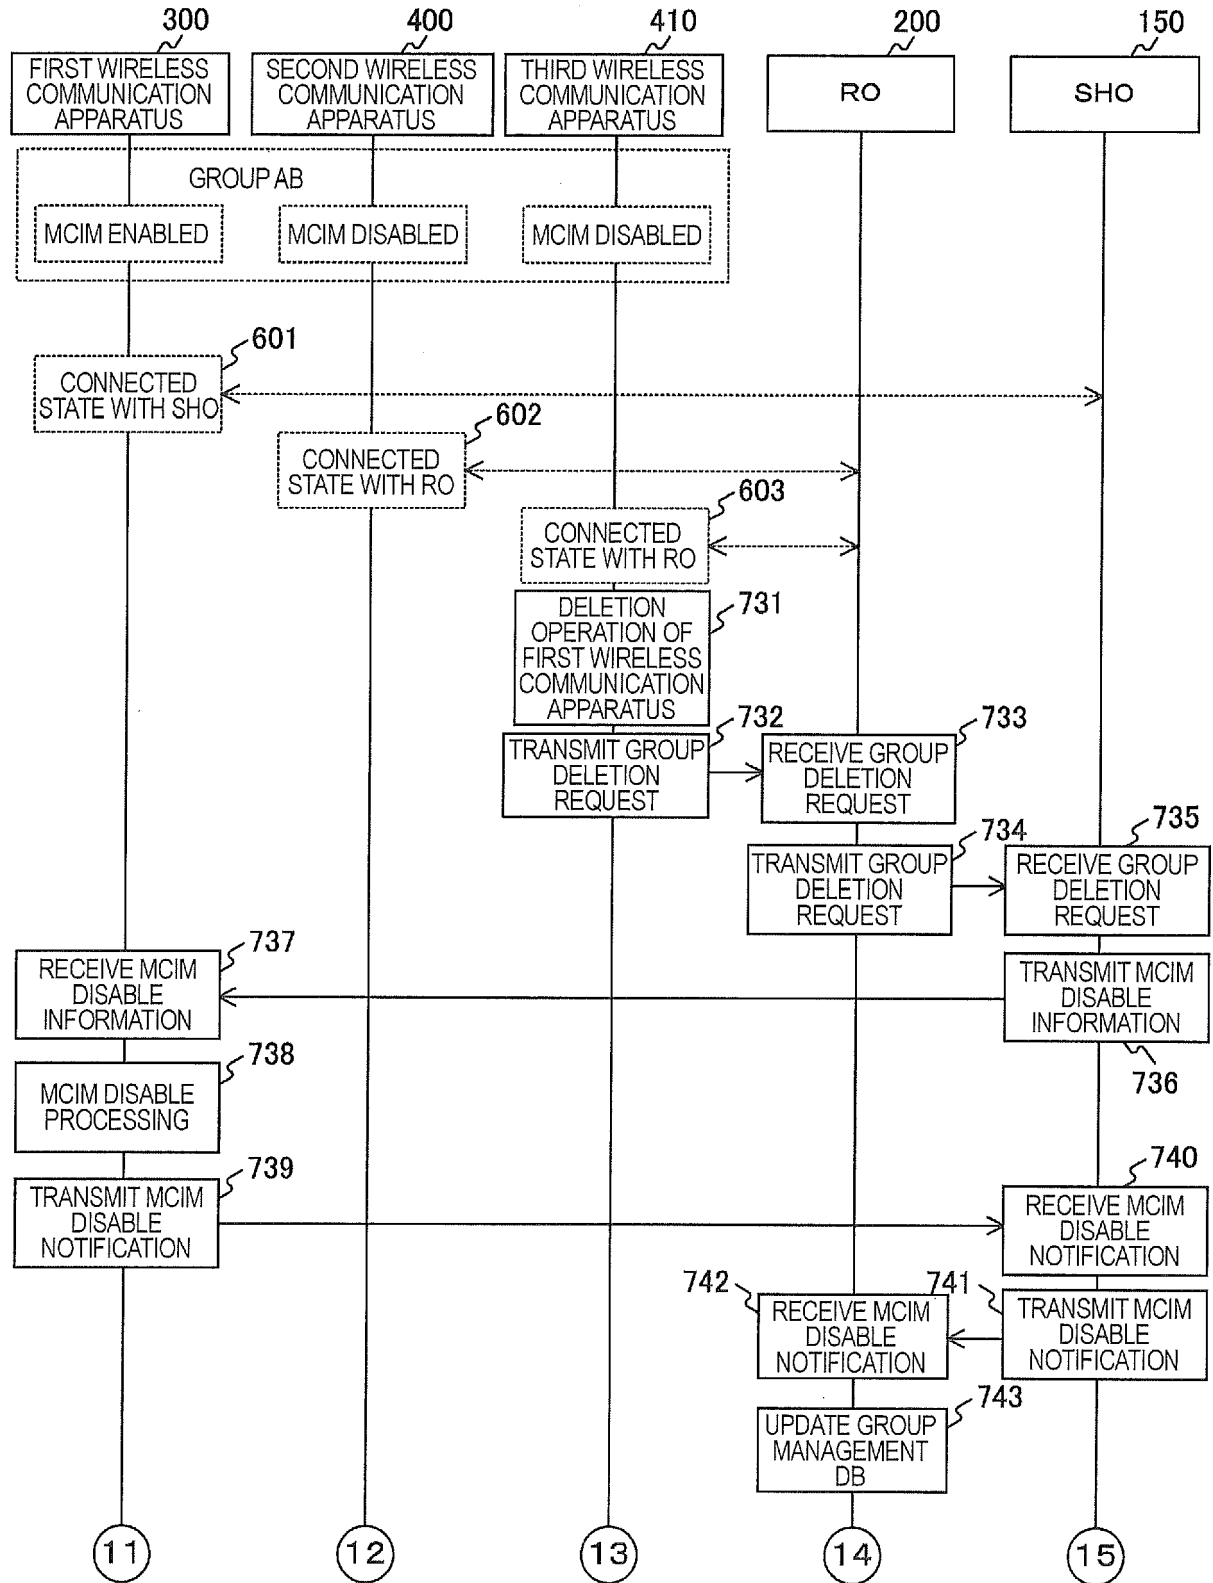 300
400
410
200
150
FIRST WIRELESS
COMMUNICATION
APPARATUS
SECOND WIRELESS
COMMUNICATION
APPARATUS
THIRD WIRELESS
COMMUNICATION
APPARATUS
RO
SHO
GROUP AB
MCIM ENABLED
MCIM DISABLED
MCIM DISABLED
601
CONNECTED
STATE WITH SHO
602
CONNECTED
STATE WITH RO
603
CONNECTED
STATE WITH RO
731
DELETION
OPERATION OF
FIRST WIRELESS
COMMUNICATION
APPARATUS
732
TRANSMIT GROUP
DELETION
REQUEST
733
RECEIVE GROUP
DELETION
REQUEST
734
TRANSMIT GROUP
DELETION
REQUEST
735
RECEIVE GROUP
DELETION
REQUEST
737
RECEIVE MCIM
DISABLE
INFORMATION
TRANSMIT MCIM
DISABLE
INFORMATION
736
738
MCIM DISABLE
PROCESSING
739
TRANSMIT MCIM
DISABLE
NOTIFICATION
740
RECEIVE MCIM
DISABLE
NOTIFICATION
742
RECEIVE MCIM
DISABLE
NOTIFICATION
741
TRANSMIT MCIM
DISABLE
NOTIFICATION
743
UPDATE GROUP
MANAGEMENT
DB
11
12
13
14
15